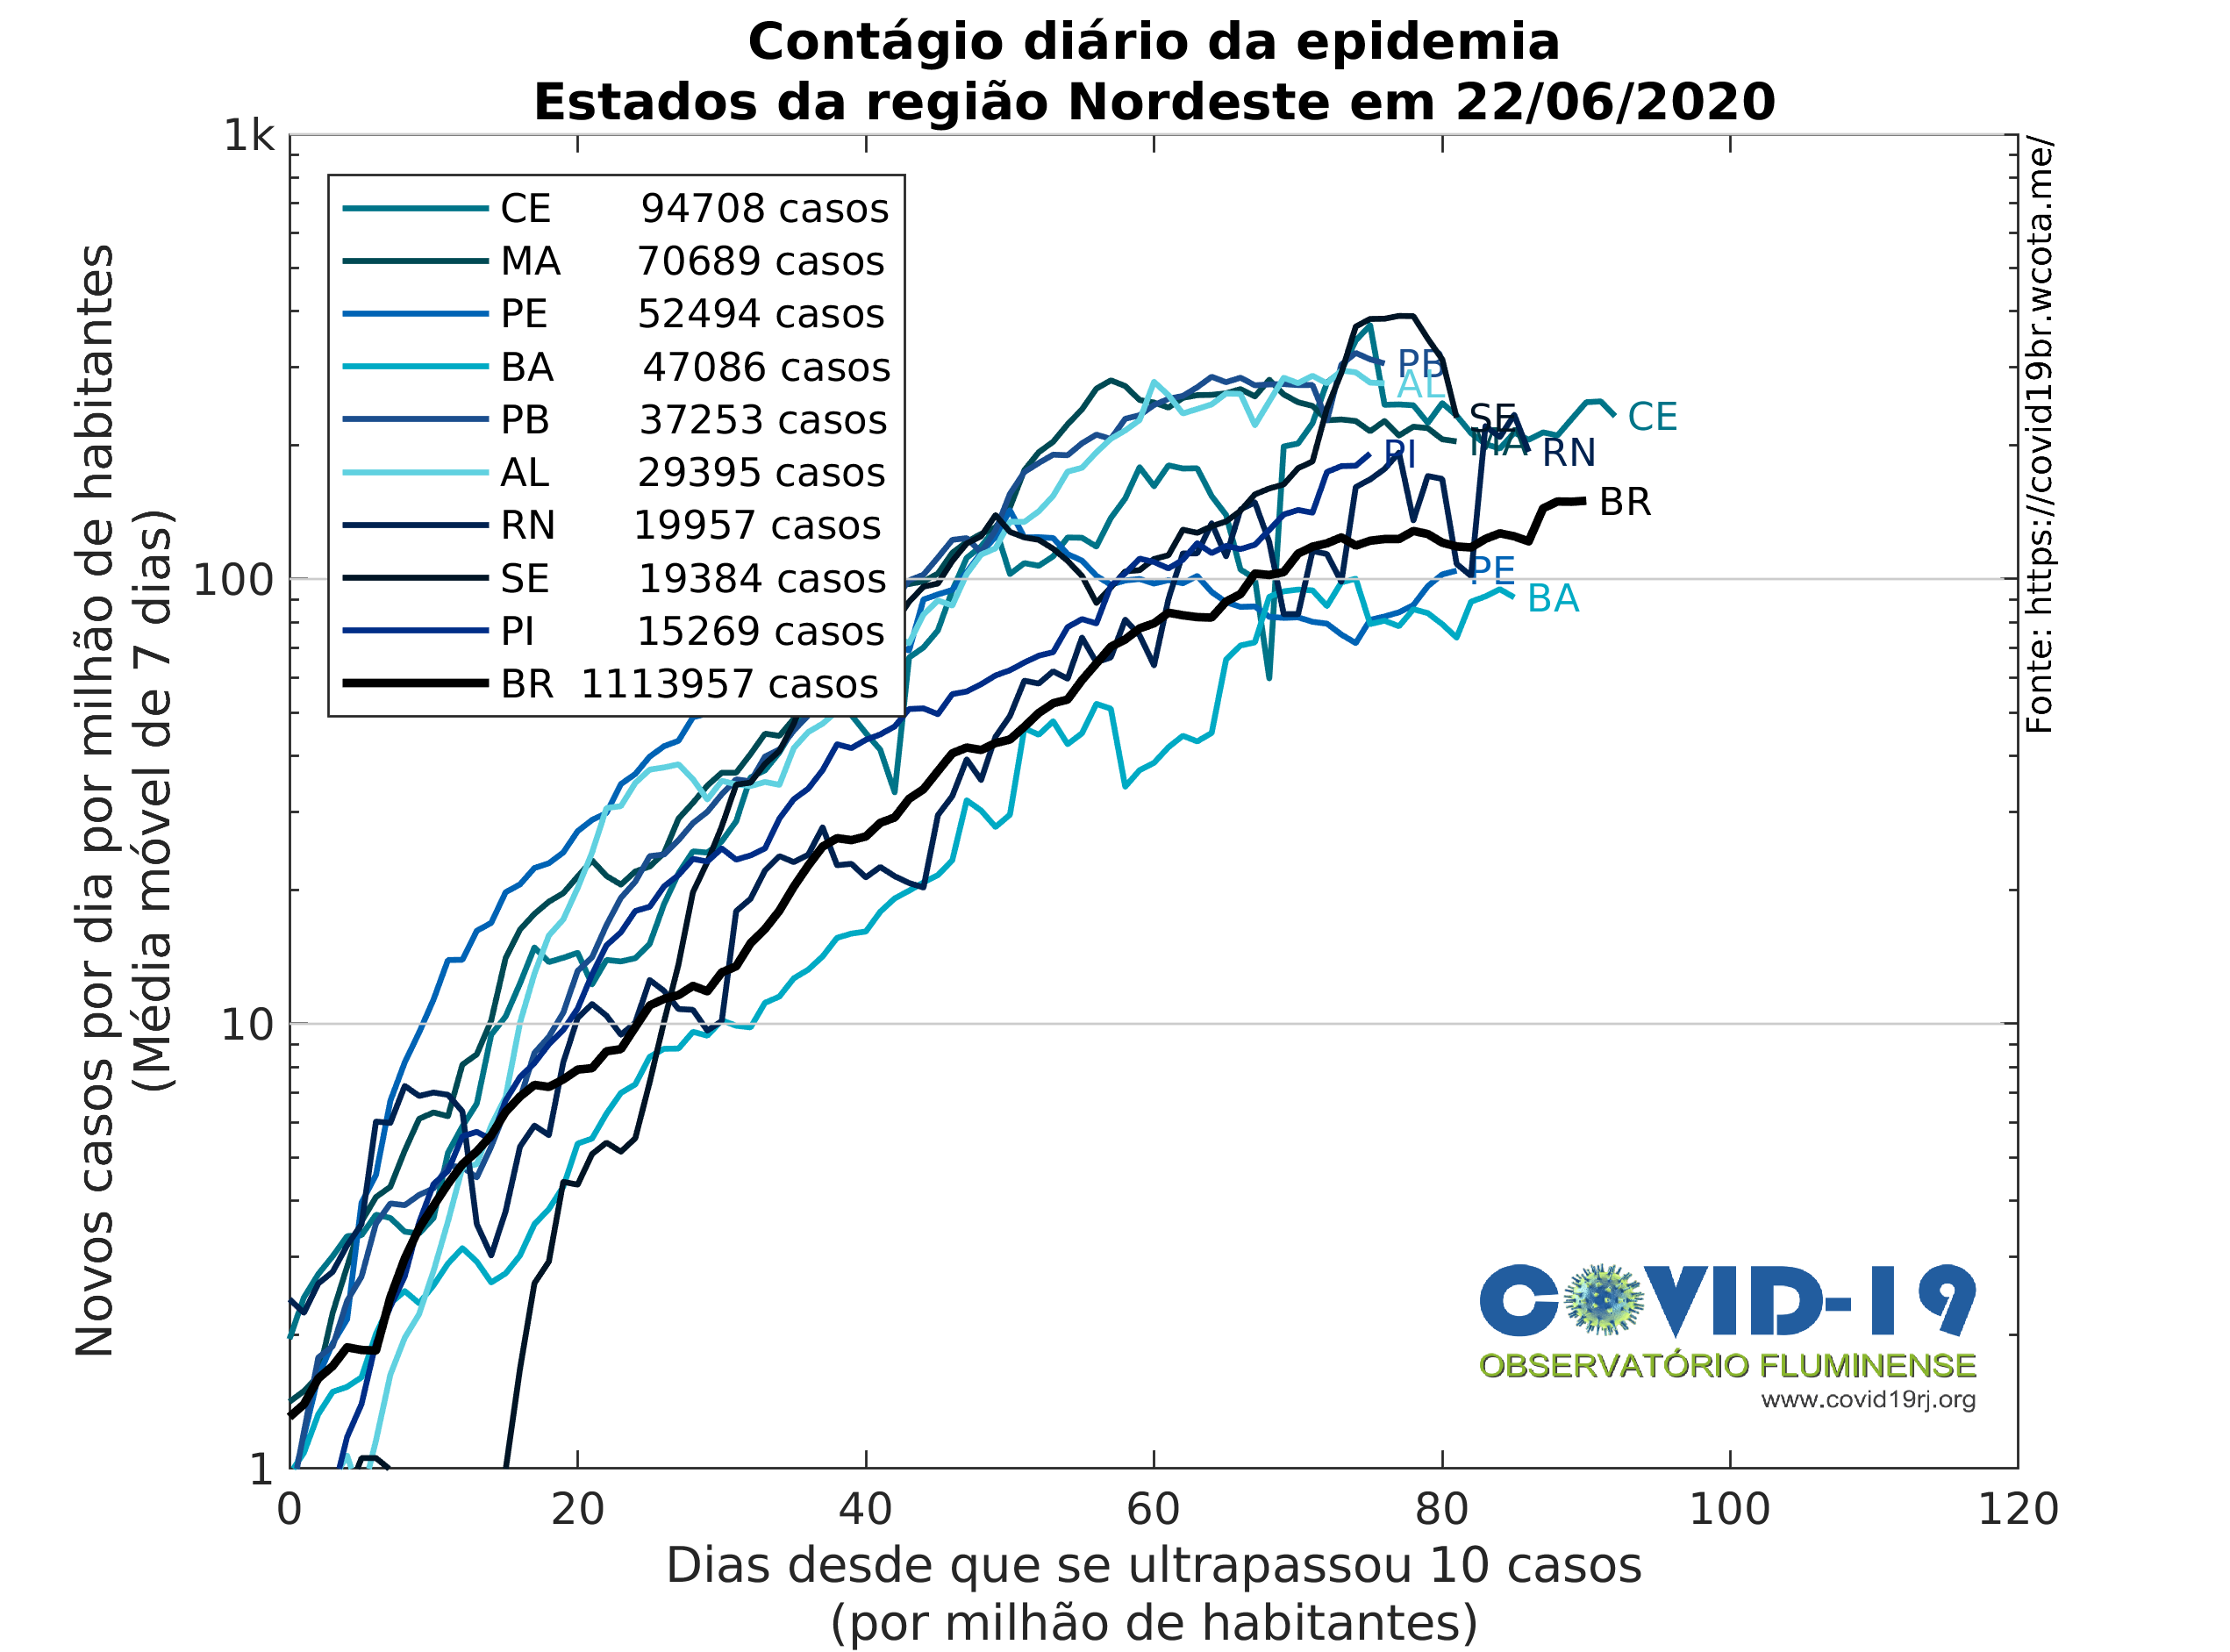 Contágio diário da epidemia
Estados da região Nordeste em 22/06/2020
Novos casos por dia por milhão de habitantes
(Média móvel de 7 dias)
1k
100
10
1
CE 94708 casos
MA 70689 casos
PE 52494 casos
BA 47086 casos
PB 37253 casos
AL 29395 casos
RN 19957 casos
SE 19384 casos
PI 15269 casos
BR 1113957 casos
PB
AL
SE
CE
MA
PI
RN
BR
PE
BA
Fonte: https://covid19br.wcota.me/
COVID-19
OBSERVATÓRIO FLUMINENSE
www.covid19rj.org
0 20 40 60 80 100 120
Dias desde que se ultrapassou 10 casos
(por milhão de habitantes)